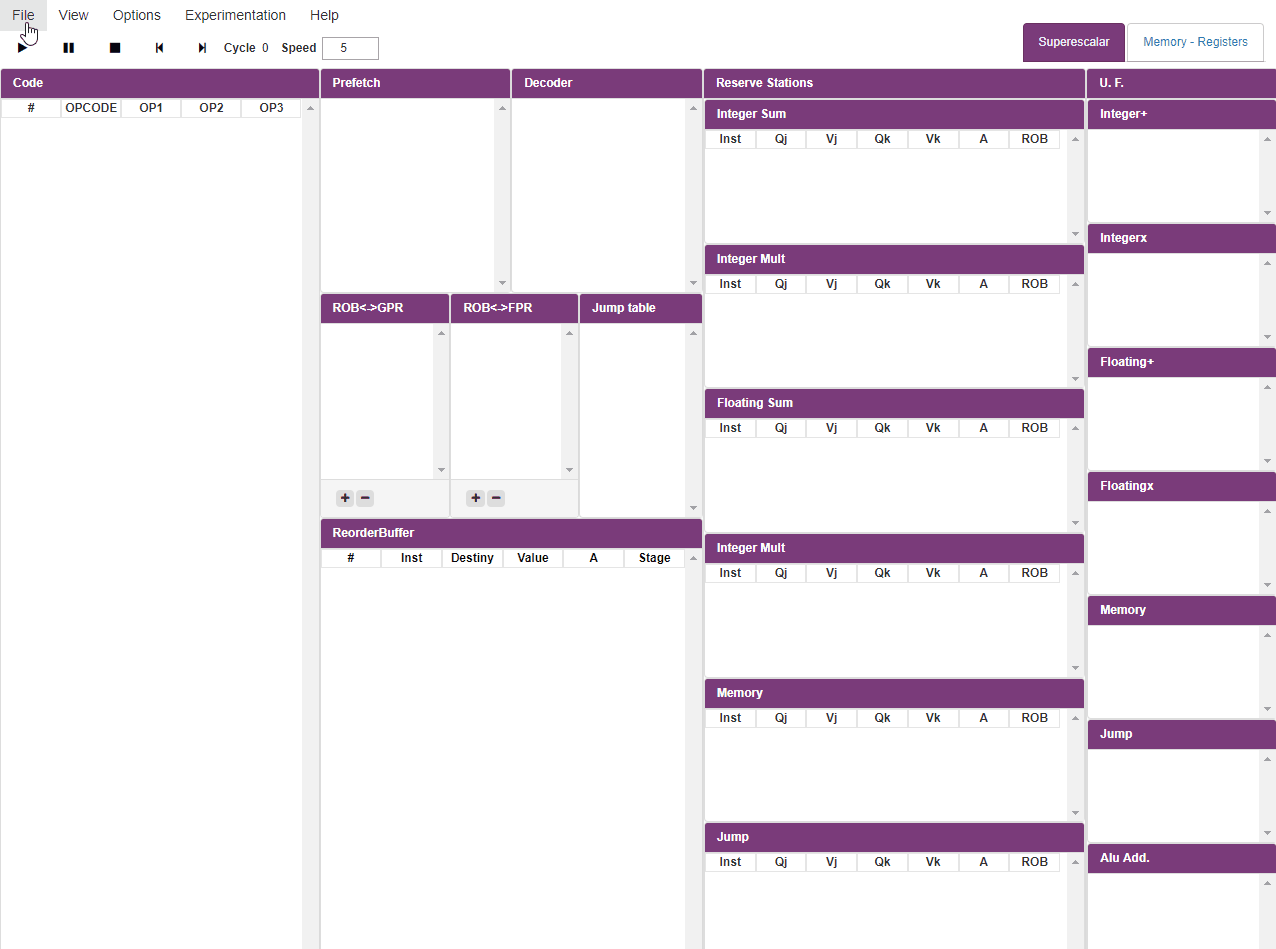 File View Options Experimentation Help
Cycle 0 Speed 5
Superescalar Memory - Registers
Code
# OPCODE OP1 OP2 OP3
Prefetch
Decoder
ROB<->GPR
+ −
ROB<->FPR
+ −
Jump table
ReorderBuffer
# Inst Destiny Value A Stage
Reserve Stations
Integer Sum
Inst Qj Vj Qk Vk A ROB
Integer Mult
Inst Qj Vj Qk Vk A ROB
Floating Sum
Inst Qj Vj Qk Vk A ROB
Integer Mult
Inst Qj Vj Qk Vk A ROB
Memory
Inst Qj Vj Qk Vk A ROB
Jump
Inst Qj Vj Qk Vk A ROB
U. F.
Integer+
Integerx
Floating+
Floatingx
Memory
Jump
Alu Add.